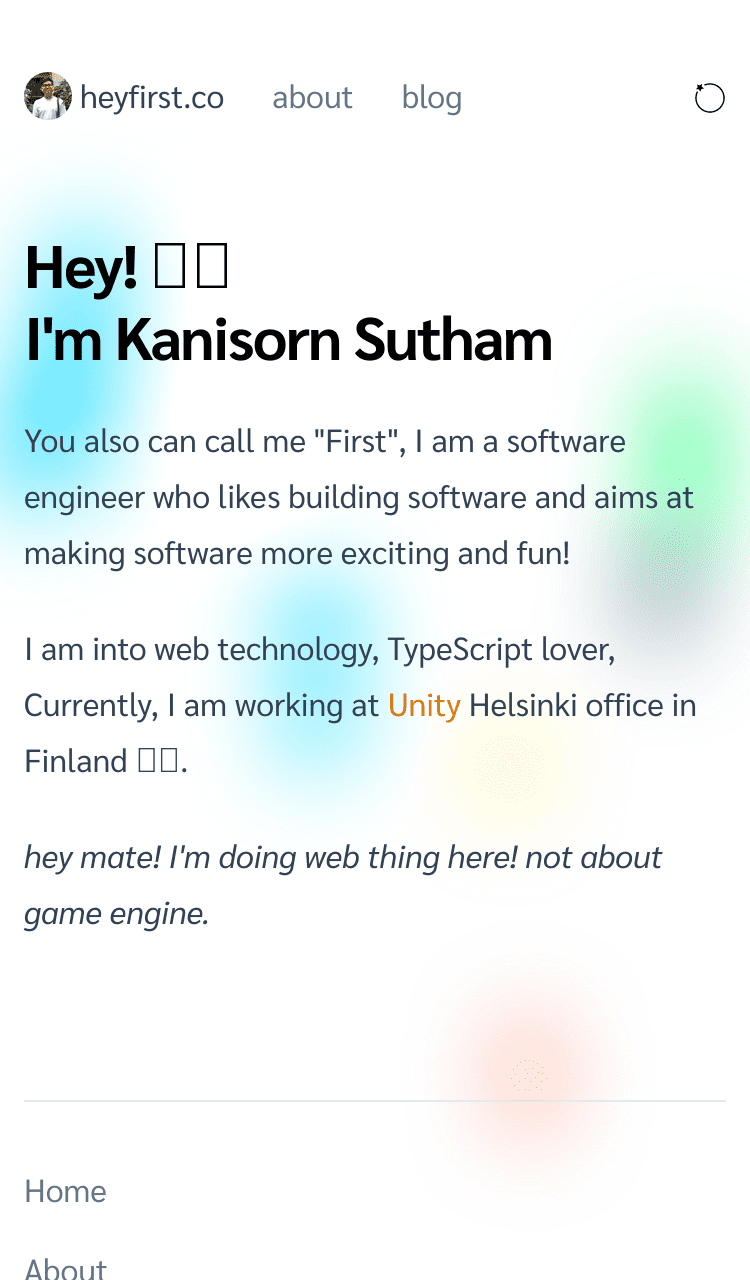 heyfirst.co about blog
Hey!
I'm Kanisorn Sutham
You also can call me "First", I am a software
engineer who likes building software and aims at
making software more exciting and fun!
I am into web technology, TypeScript lover,
Currently, I am working at Unity Helsinki office in
Finland .
hey mate! I'm doing web thing here! not about
game engine.
Home
About